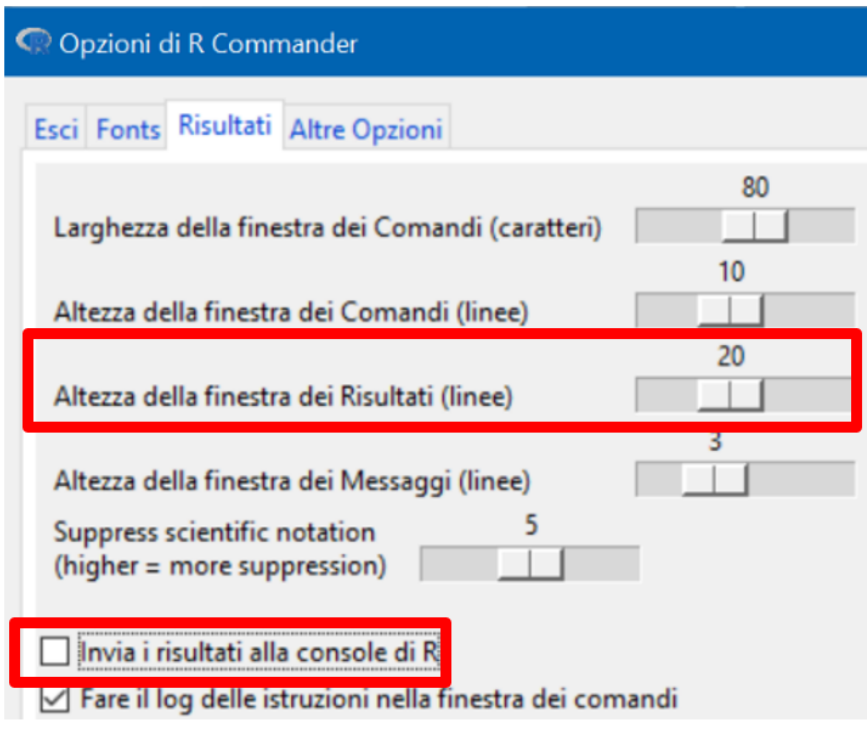 Opzioni di R Commander
Esci Fonts Risultati Altre Opzioni
80
Larghezza della finestra dei Comandi (caratteri)
10
Altezza della finestra dei Comandi (linee)
20
Altezza della finestra dei Risultati (linee)
3
Altezza della finestra dei Messaggi (linee)
Suppress scientific notation 5
(higher = more suppression)
Invia i risultati alla console di R
Fare il log delle istruzioni nella finestra dei comandi